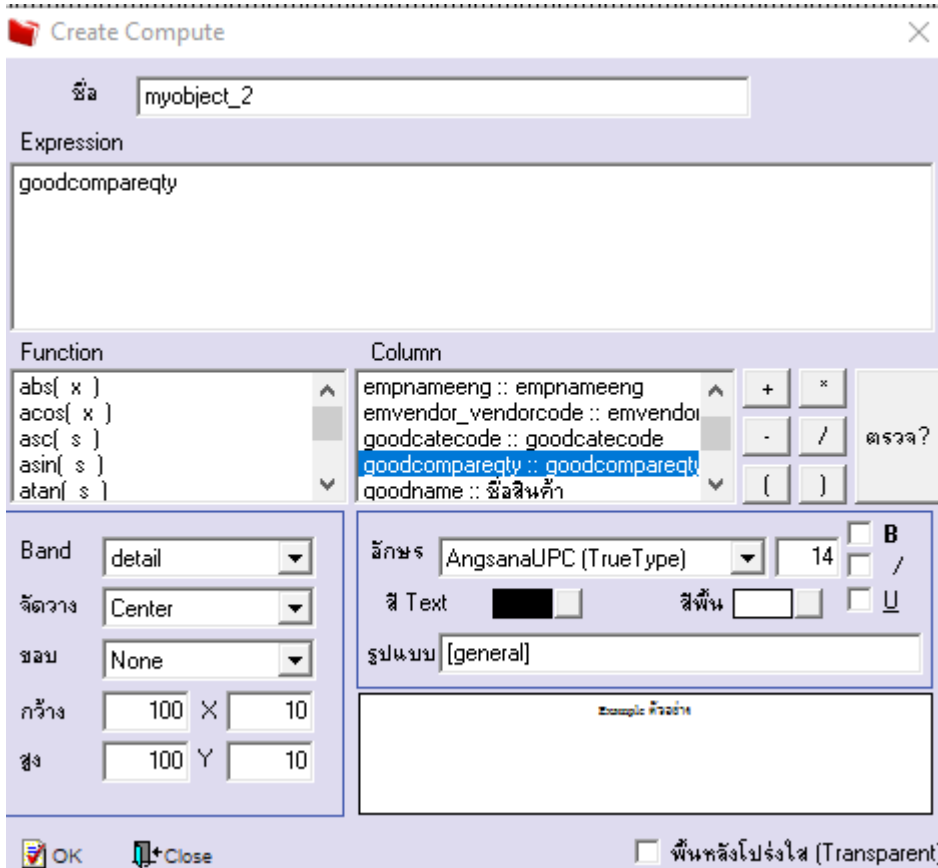 Create Compute
ชื่อ myobject_2
Expression
goodcompareqty
Function Column
abs( x ) empnameeng :: empnameeng + *
acos( x ) emvendor_vendorcode :: emvendor
asc( s ) goodcatecode :: goodcatecode - / ตรวจ?
asin( s ) goodcompareqty :: goodcompareqty
atan( s ) goodname :: ชื่อสินค้า ( )
Band detail อักษร AngsanaUPC (TrueType) 14 B
/
จัดวาง Center สี Text สีพื้น U
ขอบ None รูปแบบ [general]
กว้าง 100 X 10 Example ตัวอย่าง
สูง 100 Y 10
OK Close พื้นหลังโปร่งใส (Transparent)